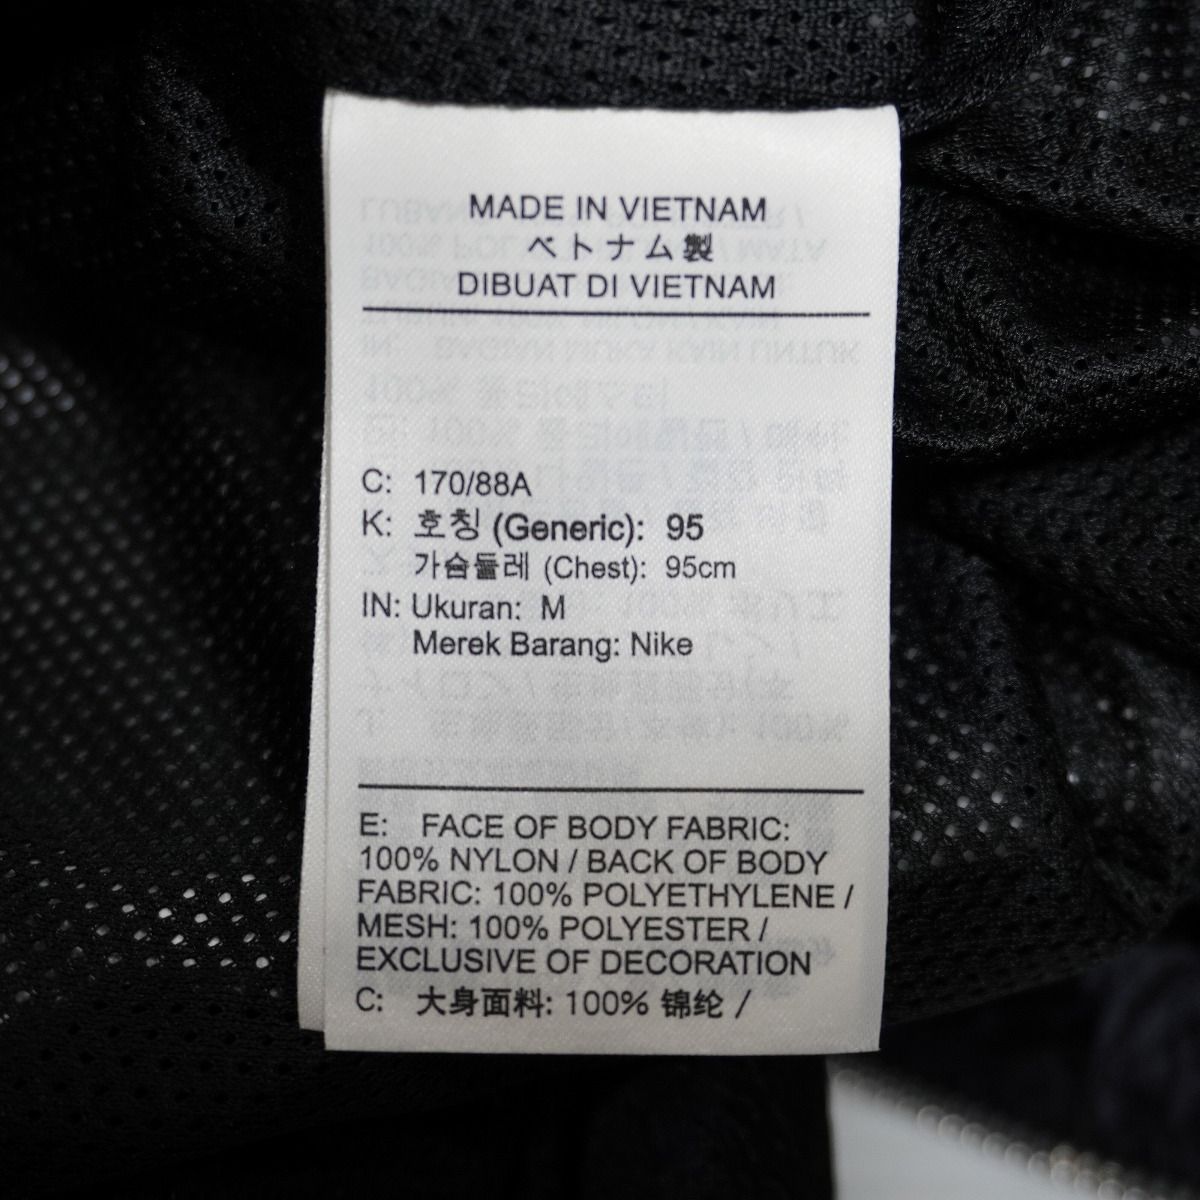 MADE IN VIETNAM
ベトナム製
DIBUAT DI VIETNAM
C: 170/88A
K: 호칭 (Generic): 95
가슴둘레 (Chest): 95cm
IN: Ukuran: M
Merek Barang: Nike
E: FACE OF BODY FABRIC:
100% NYLON / BACK OF BODY
FABRIC: 100% POLYETHYLENE /
MESH: 100% POLYESTER /
EXCLUSIVE OF DECORATION
C: 大身面料: 100% 锦纶 /